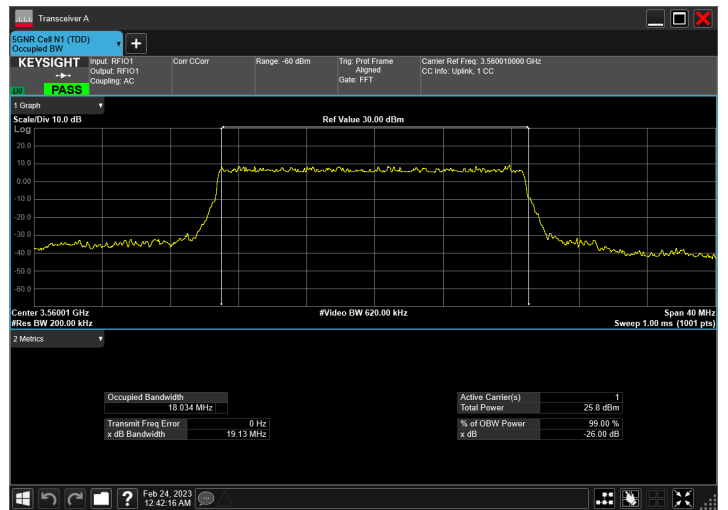 Transceiver A
5GNR Cell N1 (TDD)
Occupied BW
KEYSIGHT
LXI
PASS
Input: RFIO1
Output: RFIO1
Coupling: AC
Corr CCorr
Range: -60 dBm
Trig: Prot Frame
Aligned
Gate: FFT
Carrier Ref Freq: 3.560010000 GHz
CC Info: Uplink, 1 CC
1 Graph
Scale/Div 10.0 dB
Ref Value 30.00 dBm
Log
20.0
10.0
0.00
-10.0
-20.0
-30.0
-40.0
-50.0
-60.0
Center 3.56001 GHz
#Video BW 620.00 kHz
Span 40 MHz
#Res BW 200.00 kHz
Sweep 1.00 ms (1001 pts)
2 Metrics
Occupied Bandwidth
18.034 MHz
Transmit Freq Error 0 Hz
x dB Bandwidth 19.13 MHz
Active Carrier(s) 1
Total Power 25.8 dBm
% of OBW Power 99.00 %
x dB -26.00 dB
?
Feb 24, 2023
12:42:16 AM